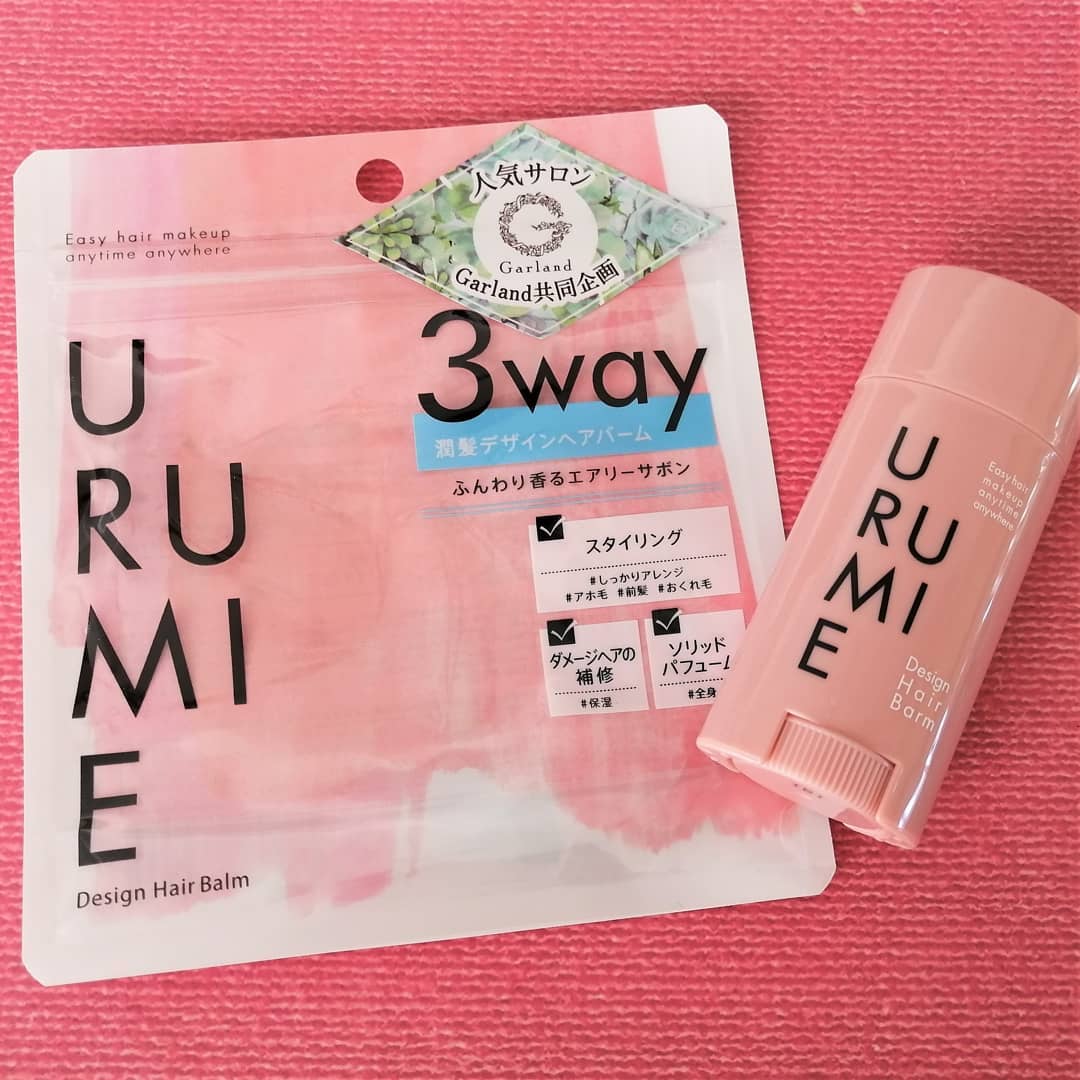 Easy hair makeup
anytime anywhere
人気サロン
Garland
Garland共同企画
U
RU
MI
E
3way
潤髪デザインヘアバーム
ふんわり香るエアリーサボン
スタイリング
#しっかりアレンジ
#アホ毛 #前髪 #おくれ毛
ダメージヘアの
補修
#保湿
ソリッド
パフューム
#全身
Design Hair Balm
U
RU
MI
E
Easy hair
makeup
anytime
anywhere
Design
Hair
Barm